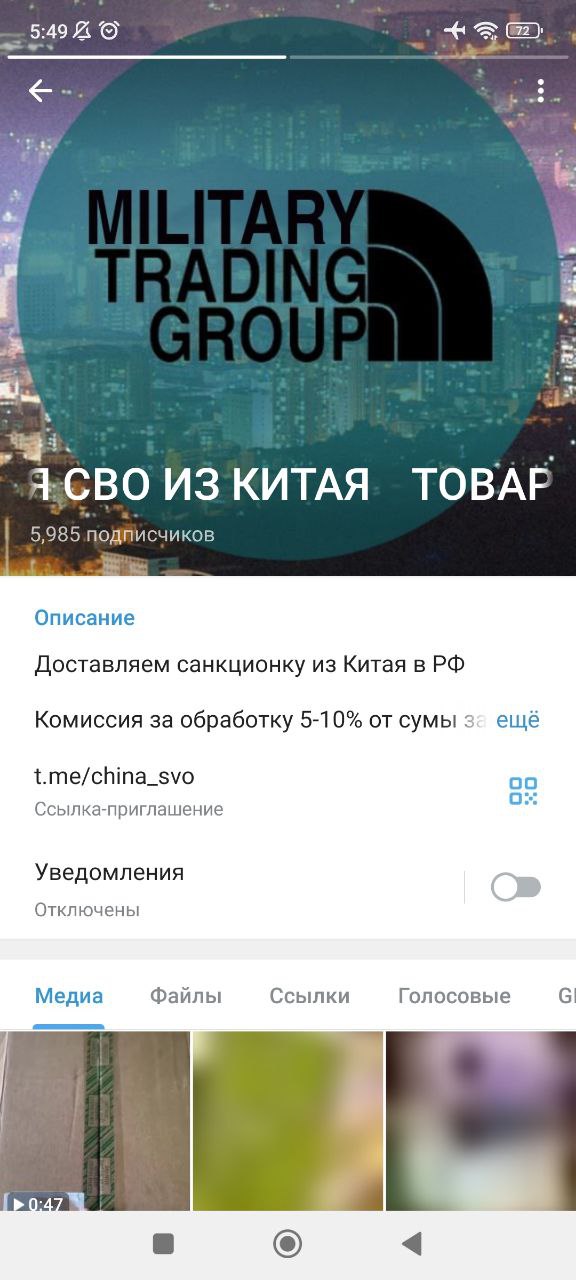 5:49
72
MILITARY
TRADING
GROUP
Я СВО ИЗ КИТАЯ ТОВАР
5,985 подписчиков
Описание
Доставляем санкционку из Китая в РФ
Комиссия за обработку 5-10% от сумы за ещё
t.me/china_svo
Ссылка-приглашение
Уведомления
Отключены
Медиа Файлы Ссылки Голосовые GI
0:47